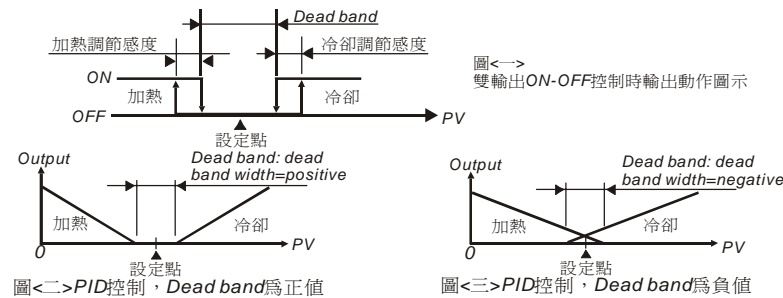 Dead band
加熱調節感度
冷卻調節感度
ON
加熱
冷卻
OFF
PV
設定點
圖<一>
雙輸出ON-OFF控制時輸出動作圖示
Output
Dead band: dead
band width=positive
加熱
冷卻
0
PV
設定點
圖<二>PID控制,Dead band為正值
Output
Dead band: dead
band width=negative
加熱
冷卻
0
PV
設定點
圖<三>PID控制,Dead band為負值